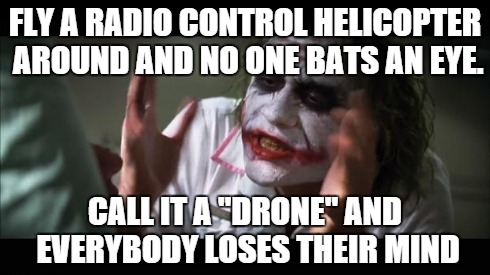 FLY A RADIO CONTROL HELICOPTER
AROUND AND NO ONE BATS AN EYE.
CALL IT A "DRONE" AND
EVERYBODY LOSES THEIR MIND